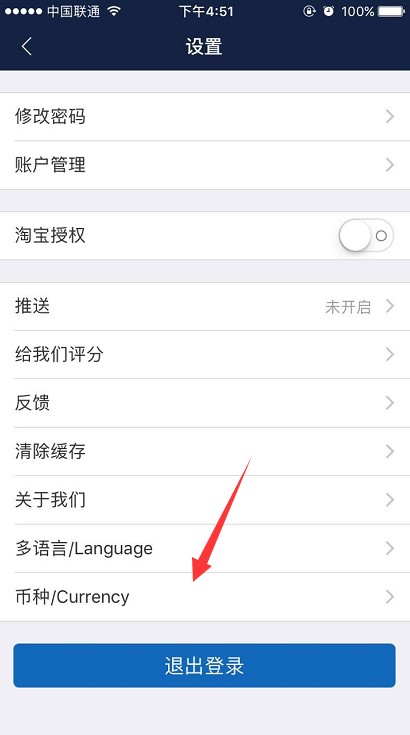 中国联通 下午4:51 100%
设置
修改密码
账户管理
淘宝授权
推送 未开启
给我们评分
反馈
清除缓存
关于我们
多语言/Language
币种/Currency
退出登录